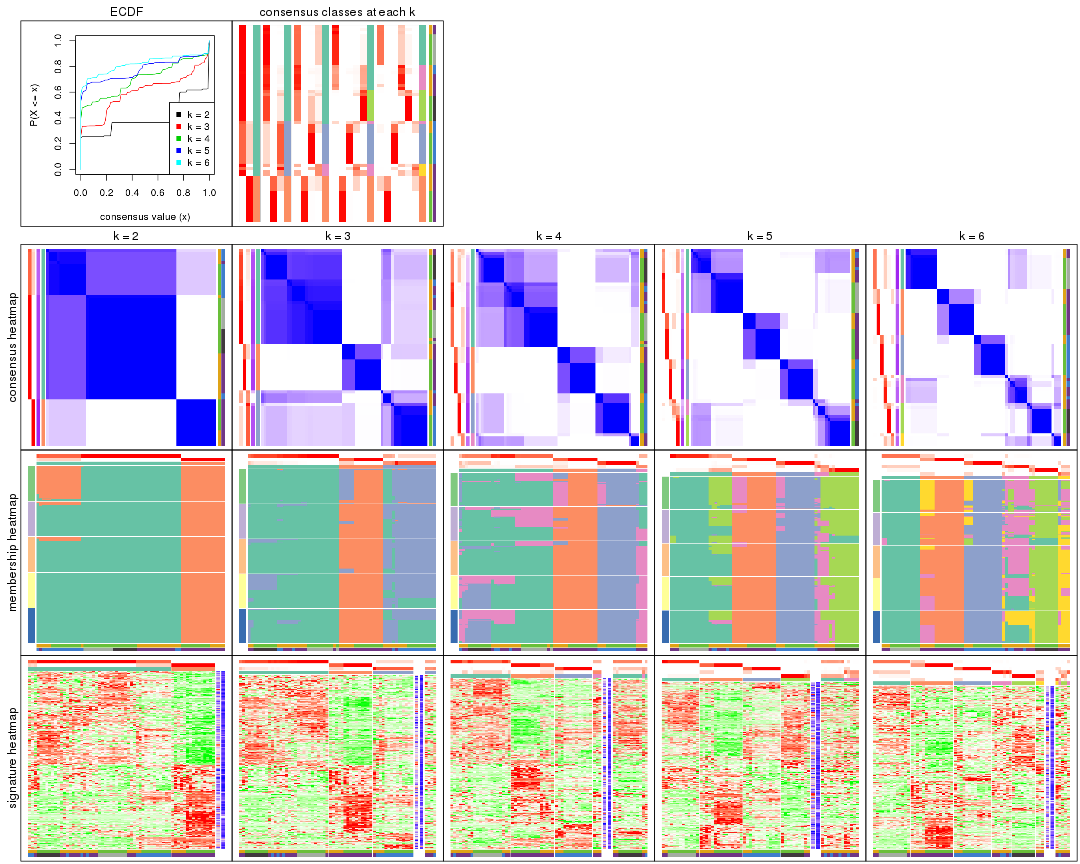 ECDF
consensus classes at each k
P(X <= x)
0.0 0.2 0.4 0.6 0.8 1.0
k = 2
k = 3
k = 4
k = 5
k = 6
0.0 0.2 0.4 0.6 0.8 1.0
consensus value (x)
k = 2
k = 3
k = 4
k = 5
k = 6
consensus heatmap
membership heatmap
signature heatmap